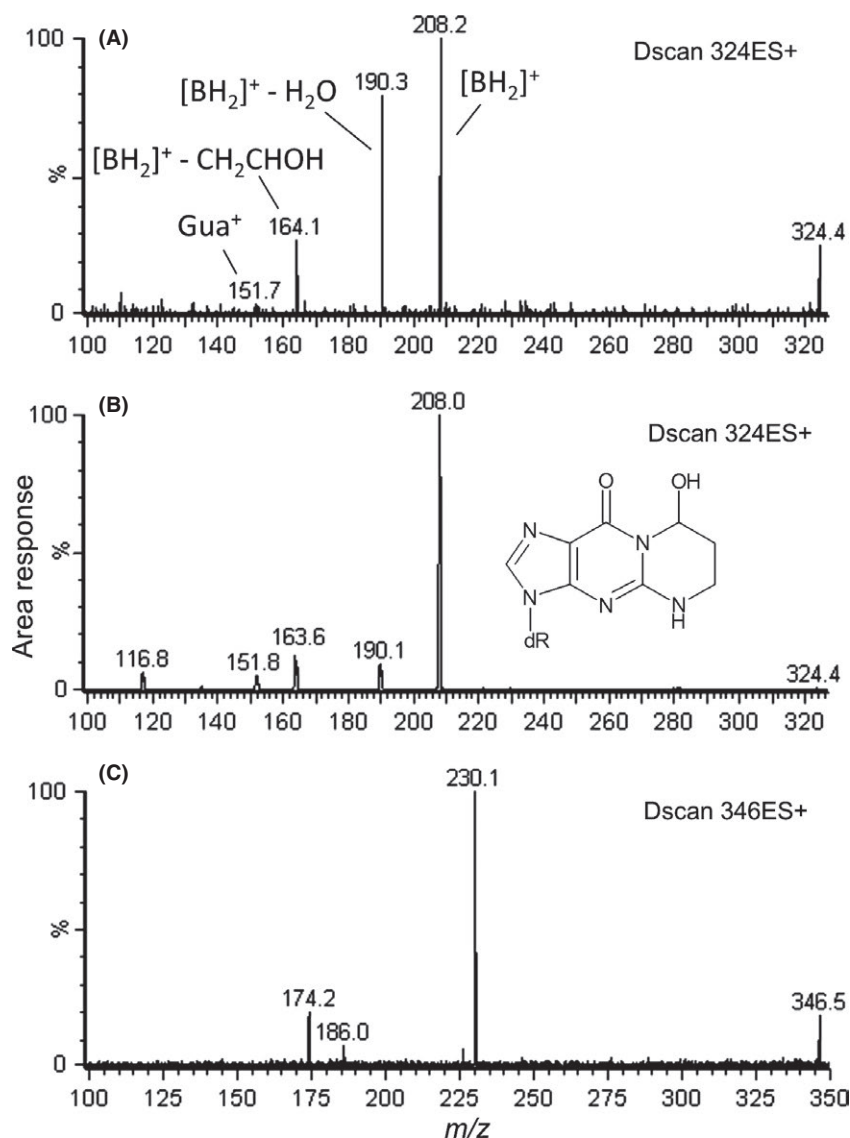 (A)
Dscan 324ES+
100
%
0
208.2
[BH₂]⁺
190.3
[BH₂]⁺ - H₂O
[BH₂]⁺ - CH₂CHOH
164.1
Gua⁺
151.7
324.4
100 120 140 160 180 200 220 240 260 280 300 320
(B)
Dscan 324ES+
100
%
0
208.0
116.8
151.8
163.6
190.1
324.4
O
OH
N
N
N
N
N
H
dR
100 120 140 160 180 200 220 240 260 280 300 320
Area response
(C)
Dscan 346ES+
100
%
0
230.1
174.2
186.0
346.5
100 125 150 175 200 225 250 275 300 325 350
m/z